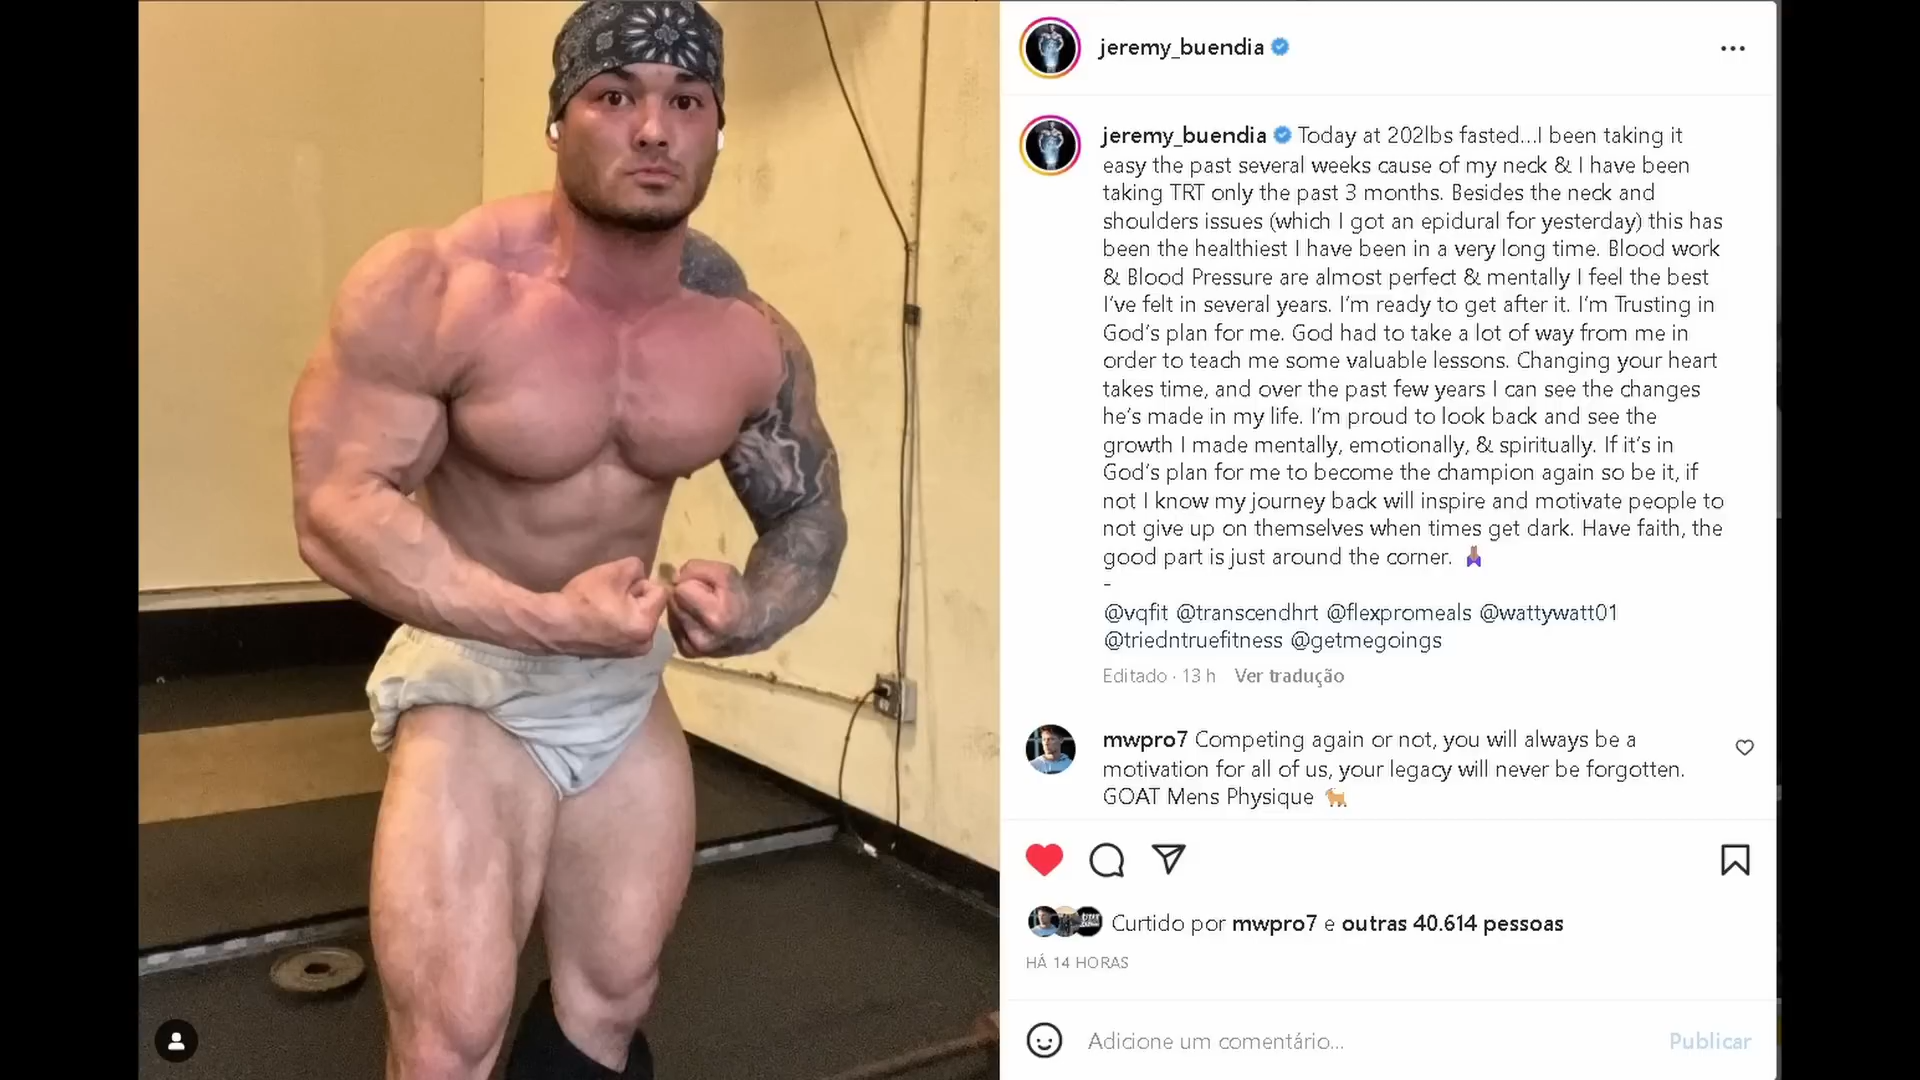 jeremy_buendia
jeremy_buendia Today at 202lbs fasted...I been taking it
easy the past several weeks cause of my neck & I have been
taking TRT only the past 3 months. Besides the neck and
shoulders issues (which I got an epidural for yesterday) this has
been the healthiest I have been in a very long time. Blood work
& Blood Pressure are almost perfect & mentally I feel the best
I've felt in several years. I'm ready to get after it. I'm Trusting in
God's plan for me. God had to take a lot of way from me in
order to teach me some valuable lessons. Changing your heart
takes time, and over the past few years I can see the changes
he's made in my life. I'm proud to look back and see the
growth I made mentally, emotionally, & spiritually. If it's in
God's plan for me to become the champion again so be it, if
not I know my journey back will inspire and motivate people to
not give up on themselves when times get dark. Have faith, the
good part is just around the corner. 🙏🏽
-
@vqfit @transcendhrt @flexpromeals @wattywatt01
@triedntruefitness @getmegoings
Editado · 13 h Ver tradução
mwpro7 Competing again or not, you will always be a
motivation for all of us, your legacy will never be forgotten.
GOAT Mens Physique 🐐
Curtido por mwpro7 e outras 40.614 pessoas
HÁ 14 HORAS
Adicione um comentário... Publicar